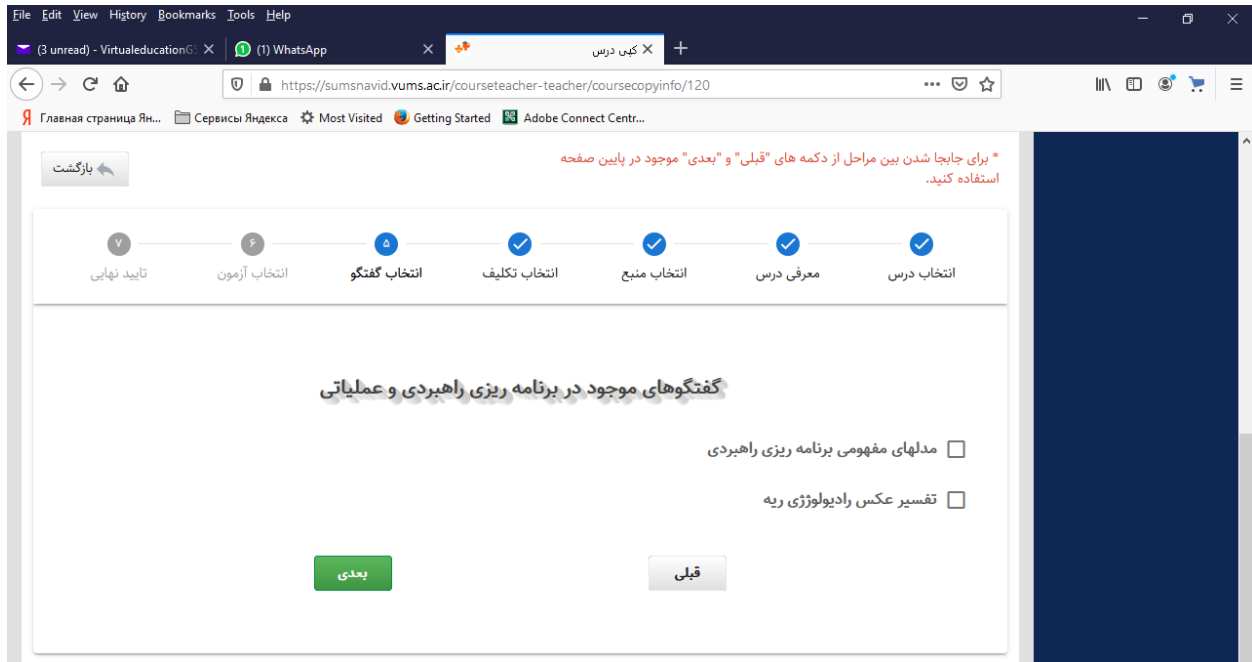 File Edit View History Bookmarks Tools Help
(3 unread) - VirtualeducationGS
(1) WhatsApp
کپی درس
https://sumsnavid.vums.ac.ir/courseteacher-teacher/coursecopyinfo/120
Главная страница Ян... Сервисы Яндекса Most Visited Getting Started Adobe Connect Centr...
* برای جابجا شدن بین مراحل از دکمه های "قبلی" و "بعدی" موجود در پایین صفحه
استفاده کنید.
بازگشت
۵ ۶ ۷
انتخاب درس معرفی درس انتخاب منبع انتخاب تکلیف انتخاب گفتگو انتخاب آزمون تایید نهایی
گفتگوهای موجود در برنامه ریزی راهبردی و عملیاتی
مدلهای مفهومی برنامه ریزی راهبردی
تفسیر عکس رادیولوژژی ریه
قبلی بعدی